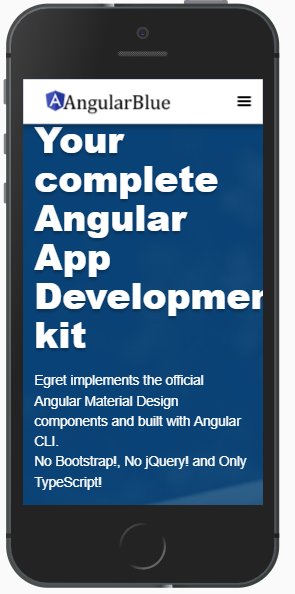 AngularBlue
Your
complete
Angular
App
Developmen
kit
Egret implements the official
Angular Material Design
components and built with Angular
CLI.
No Bootstrap!, No jQuery! and Only
TypeScript!